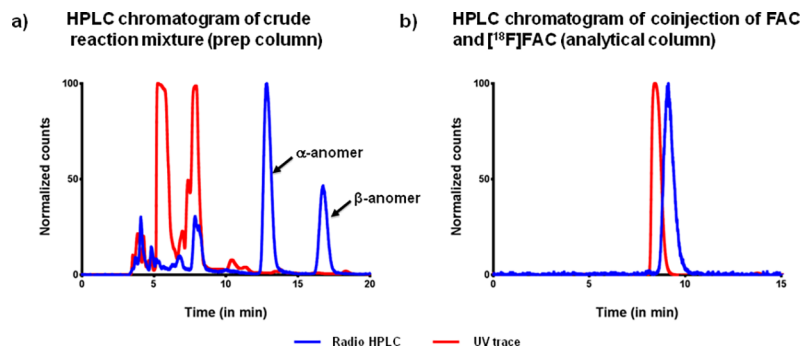 a) HPLC chromatogram of crude
reaction mixture (prep column)
100
50
0
0
5
10
15
20
Normalized counts
Time (in min)
α-anomer
β-anomer
b) HPLC chromatogram of coinjection of FAC
and [¹⁸F]FAC (analytical column)
100
50
0
0
5
10
15
Normalized counts
Time (in min)
Radio HPLC
UV trace